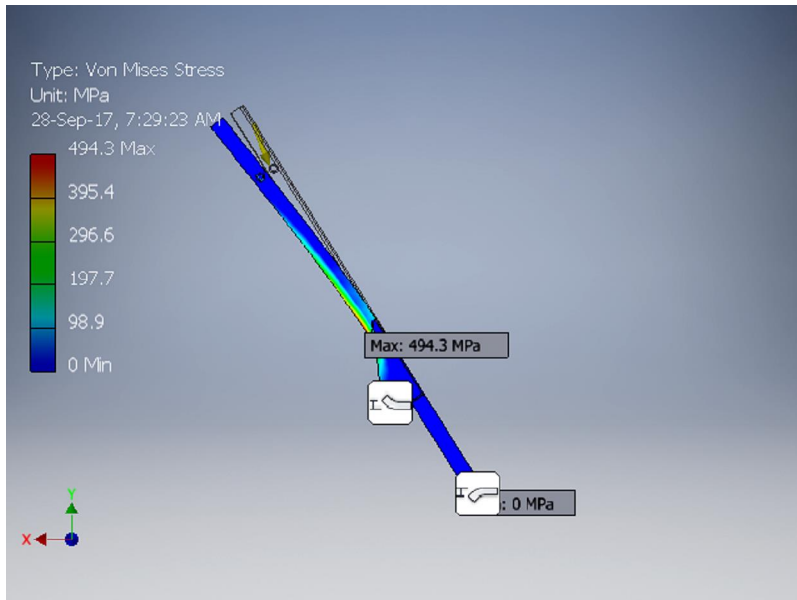 Type: Von Mises Stress
Unit: MPa
28-Sep-17, 7:29:23 AM
494.3 Max
395.4
296.6
197.7
98.9
0 Min
Max: 494.3 MPa
: 0 MPa
Y
X